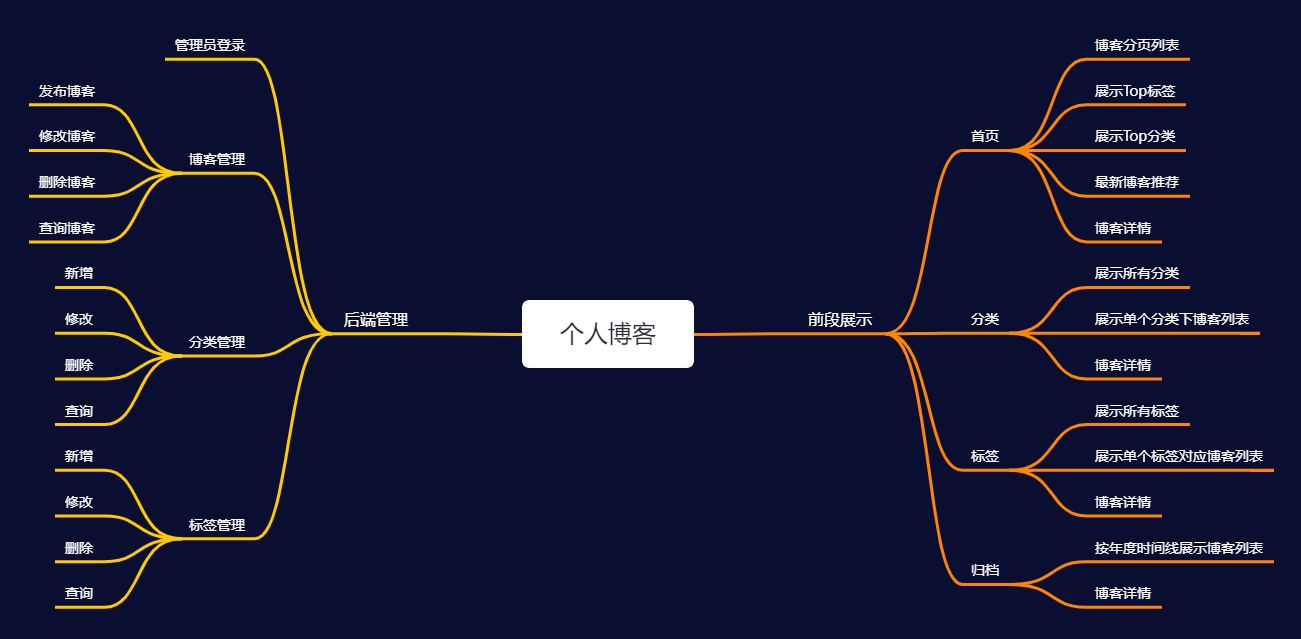 个人博客
后端管理
管理员登录
博客管理
发布博客
修改博客
删除博客
查询博客
分类管理
新增
修改
删除
查询
标签管理
新增
修改
删除
查询
前段展示
首页
博客分页列表
展示Top标签
展示Top分类
最新博客推荐
博客详情
分类
展示所有分类
展示单个分类下博客列表
博客详情
标签
展示所有标签
展示单个标签对应博客列表
博客详情
归档
按年度时间线展示博客列表
博客详情